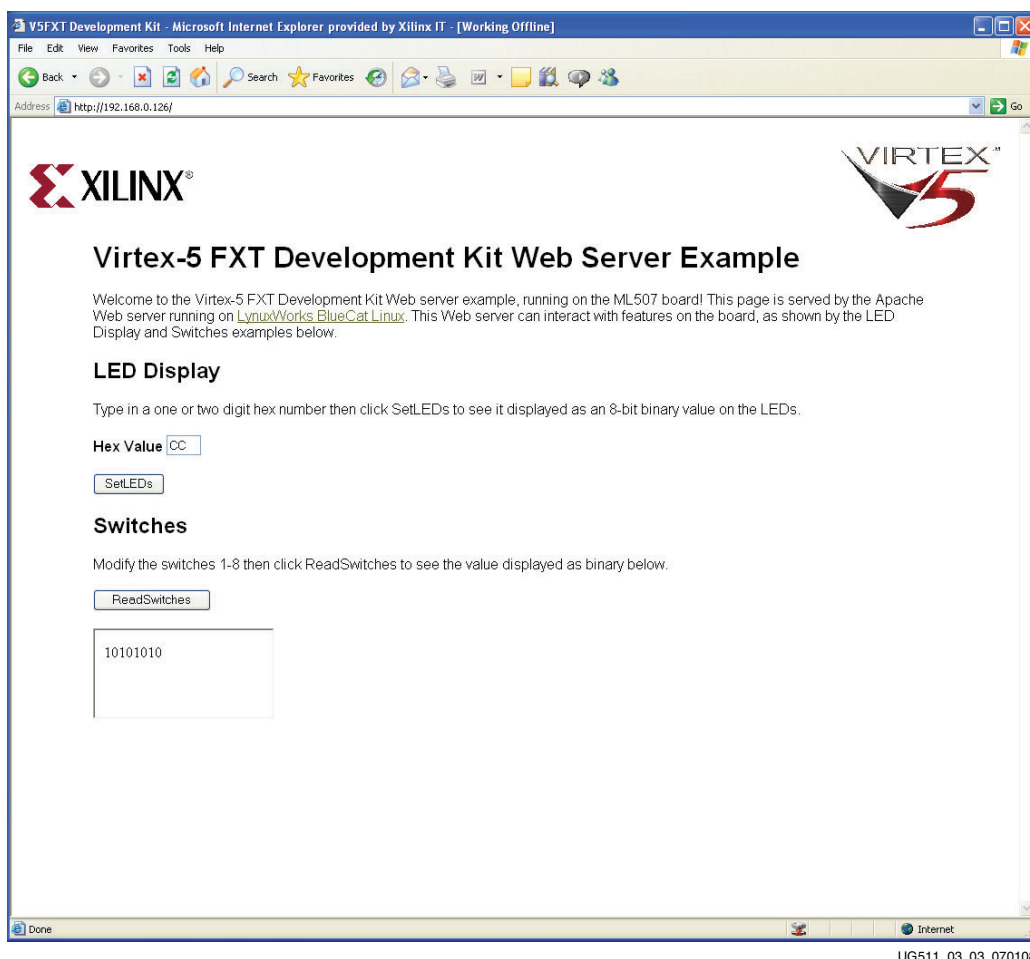 V5FXT Development Kit - Microsoft Internet Explorer provided by Xilinx IT - [Working Offline]
File Edit View Favorites Tools Help
Back Search Favorites
Address http://192.168.0.126/ Go
XILINX®
VIRTEX™
5
Virtex-5 FXT Development Kit Web Server Example
Welcome to the Virtex-5 FXT Development Kit Web server example, running on the ML507 board! This page is served by the Apache
Web server running on LynuxWorks BlueCat Linux. This Web server can interact with features on the board, as shown by the LED
Display and Switches examples below.
LED Display
Type in a one or two digit hex number then click SetLEDs to see it displayed as an 8-bit binary value on the LEDs.
Hex Value CC
SetLEDs
Switches
Modify the switches 1-8 then click ReadSwitches to see the value displayed as binary below.
ReadSwitches
10101010
Done Internet